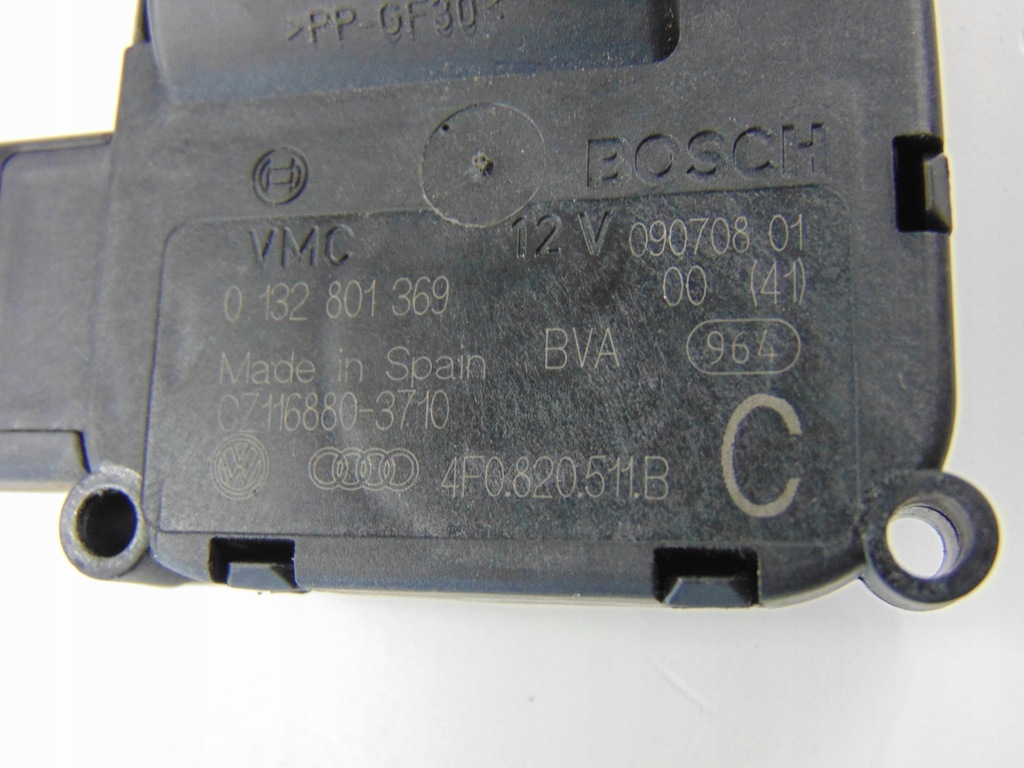 >PP-GF30<
BOSCH
VMC 12 V 090708 01
0 132 801 369 00 (41)
Made in Spain BVA 964
CZ116880-3710
4F0.820.511.B C